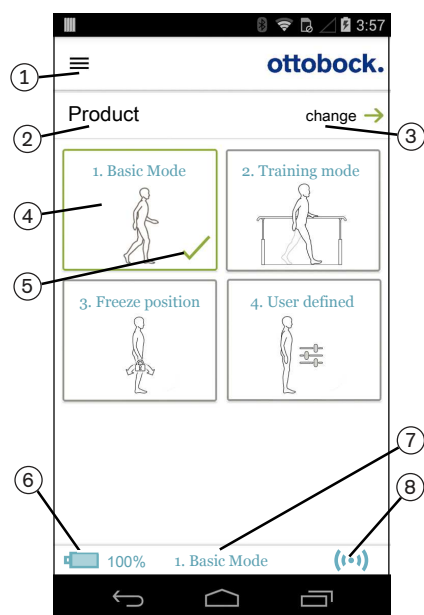 3:57
1
ottobock.
2
Product
change
3
4
1. Basic Mode
2. Training mode
5
3. Freeze position
4. User defined
6
7
8
100%
1. Basic Mode